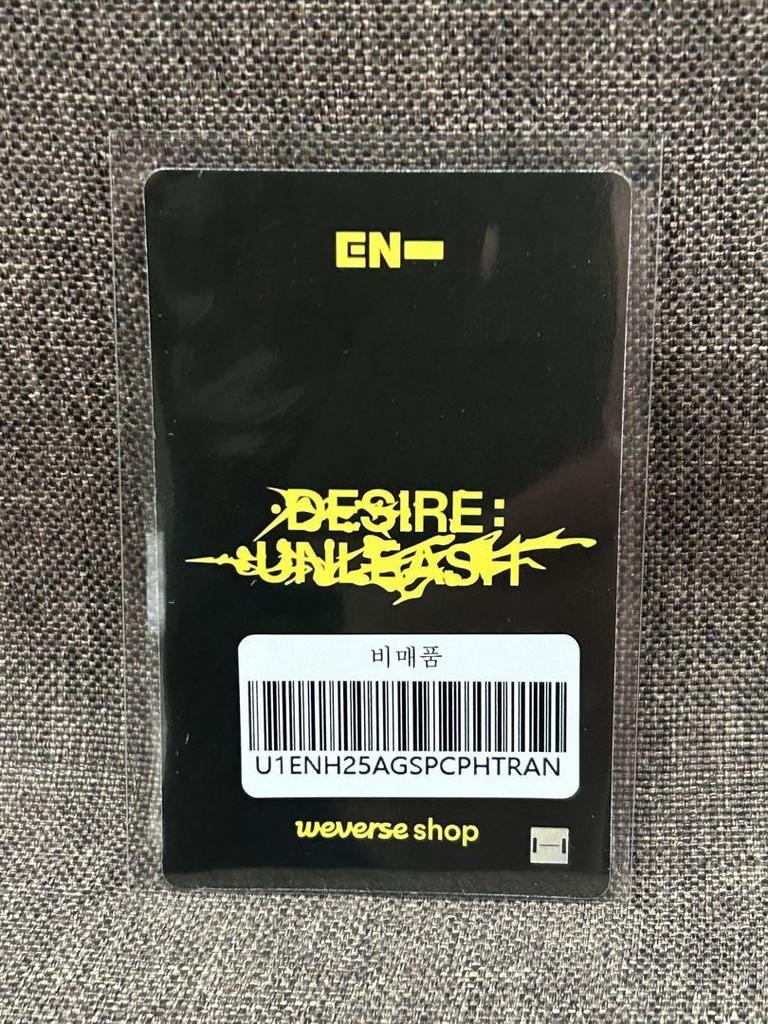 EN-
DESIRE:
UNLEASH
비매품
U1ENH25AGSPCPHTRAN
weverse shop